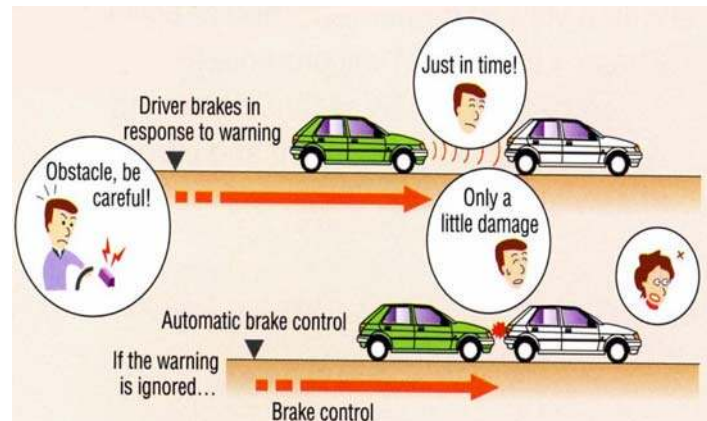 Just in time!
Driver brakes in
response to warning
Obstacle, be
careful!
Only a
little damage
Automatic brake control
If the warning
is ignored...
Brake control